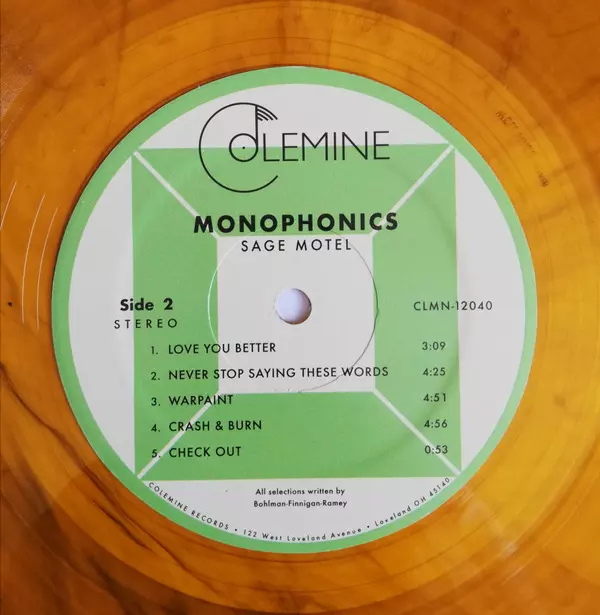 COLEMINE
MONOPHONICS
SAGE MOTEL
Side 2
STEREO
CLMN-12040
1. LOVE YOU BETTER 3:09
2. NEVER STOP SAYING THESE WORDS 4:25
3. WARPAINT 4:51
4. CRASH & BURN 4:56
5. CHECK OUT 0:53
All selections written by
Bohlman-Finnigan-Ramey
COLEMINE RECORDS • 122 West Loveland Avenue • Loveland OH 45140